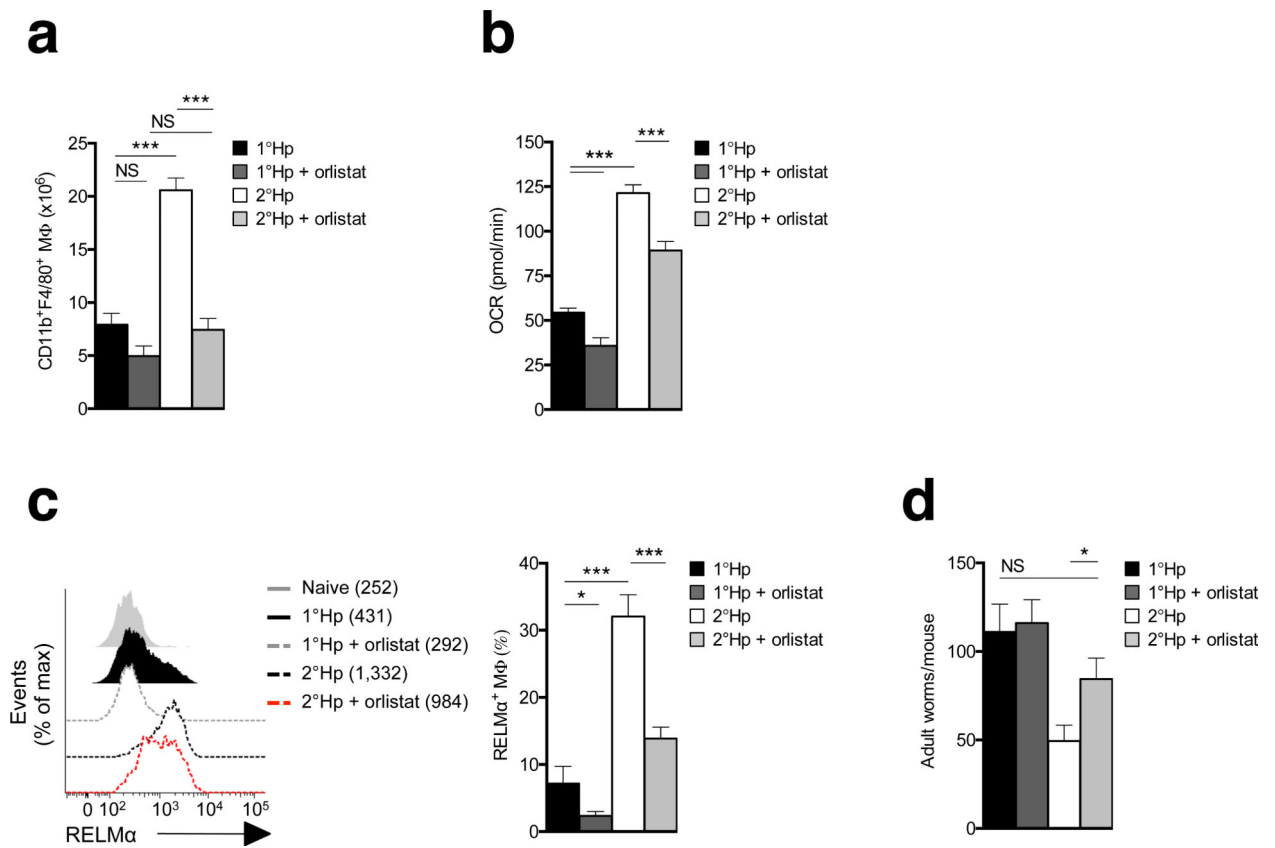 a
***
NS
***
NS
25
20
15
10
5
0
CD11b⁺F4/80⁺ MΦ (x10⁶)
1°Hp
1°Hp + orlistat
2°Hp
2°Hp + orlistat
b
***
***
150
125
100
75
50
25
0
OCR (pmol/min)
1°Hp
1°Hp + orlistat
2°Hp
2°Hp + orlistat
c
Events
(% of max)
Naive (252)
1°Hp (431)
1°Hp + orlistat (292)
2°Hp (1,332)
2°Hp + orlistat (984)
0 10² 10³ 10⁴ 10⁵
RELMα
***
***
*
40
30
20
10
0
RELMα⁺ MΦ (%)
1°Hp
1°Hp + orlistat
2°Hp
2°Hp + orlistat
d
*
NS
150
100
50
0
Adult worms/mouse
1°Hp
1°Hp + orlistat
2°Hp
2°Hp + orlistat